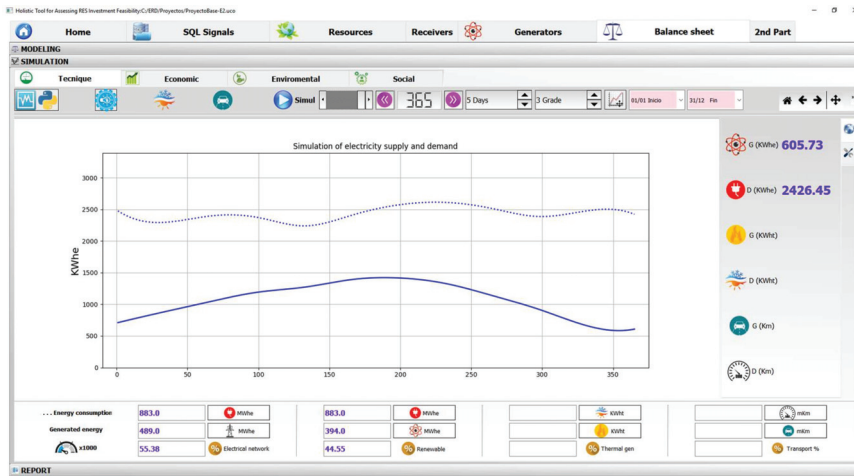 Holistic Tool for Assessing RES Investment Feasibility:C:/ERD/Proyectos/ProyectoBase-E2.uco
Home SQL Signals Resources Receivers Generators Balance sheet 2nd Part
MODELING
SIMULATION
Tecnique Economic Enviromental Social
Simul 365 5 Days 3 Grade 01/01 Inicio 31/12 Fin
Simulation of electricity supply and demand
3000
2500
2000
1500
1000
500
0
KWhe
0 50 100 150 200 250 300 350
G (KWhe) 605.73
D (KWhe) 2426.45
G (KWht)
D (KWht)
G (Km)
D (Km)
... Energy consumptioe 883.0 MWhe 883.0 MWhe KWht mKm
Generated energy 489.0 MWhe 394.0 MWhe KWht mKm
x1000 55.38 % Electrical network 44.55 % Renewable % Thermal gen % Transport %
REPORT